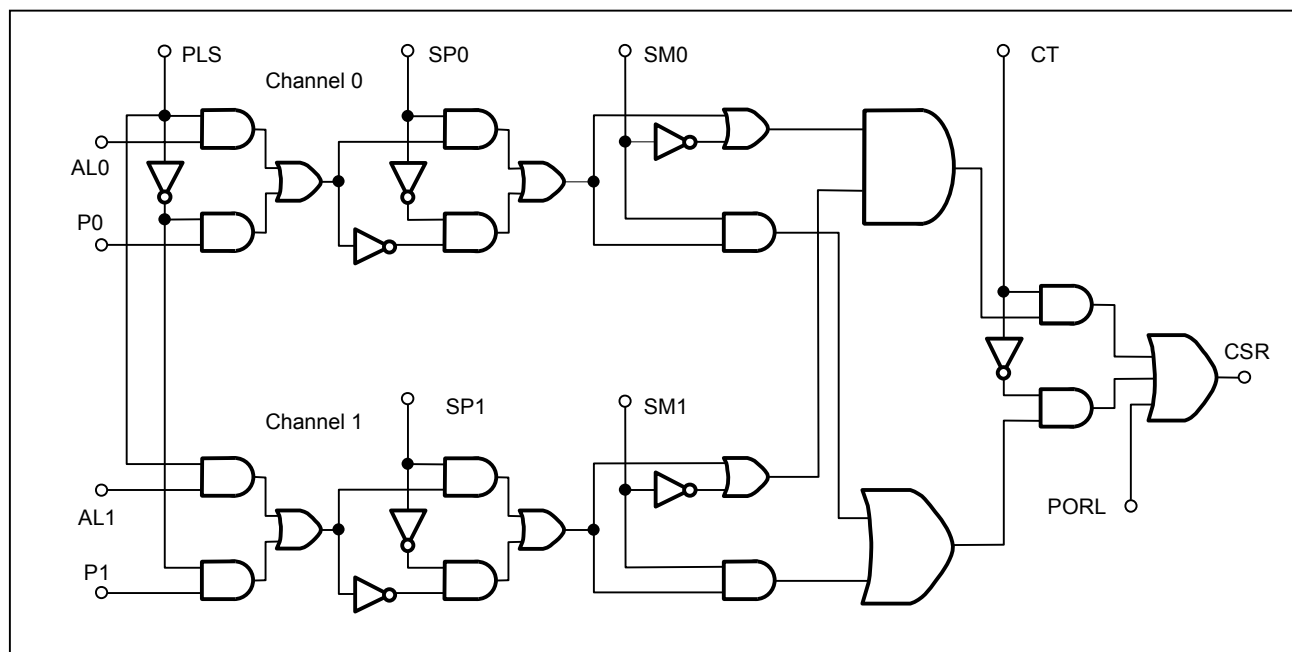 PLS
SP0
SM0
CT
Channel 0
AL0
P0
CSR
SP1
SM1
Channel 1
PORL
AL1
P1